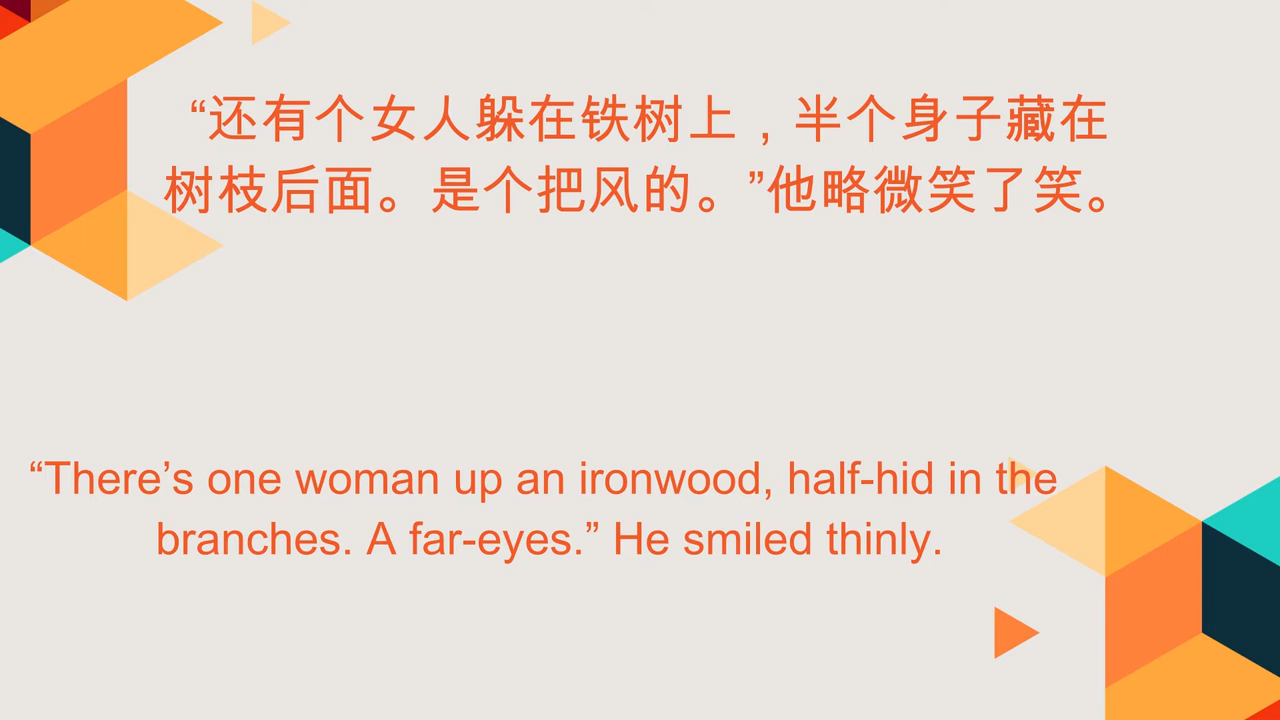 “还有个女人躲在铁树上，半个身子藏在
树枝后面。是个把风的。”他略微笑了笑。
“There’s one woman up an ironwood, half-hid in the
branches. A far-eyes.” He smiled thinly.